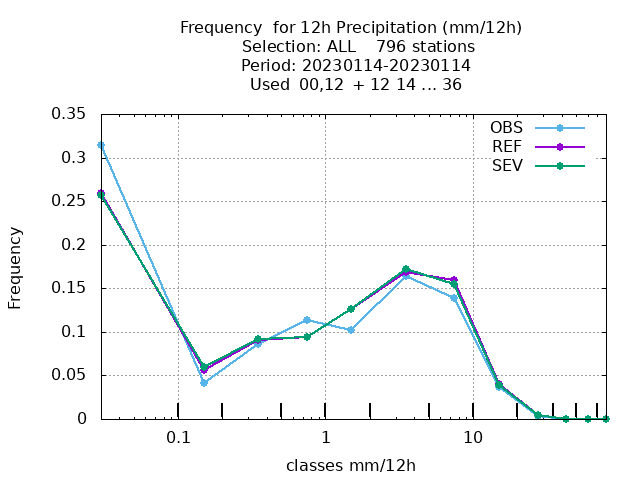 Frequency  for 12h Precipitation (mm/12h)
Selection: ALL    796 stations
Period: 20230114-20230114
Used  00,12  + 12 14 ... 36
OBS
REF
SEV
0.35
0.3
0.25
0.2
0.15
0.1
0.05
0
Frequency
0.1
1
10
classes mm/12h